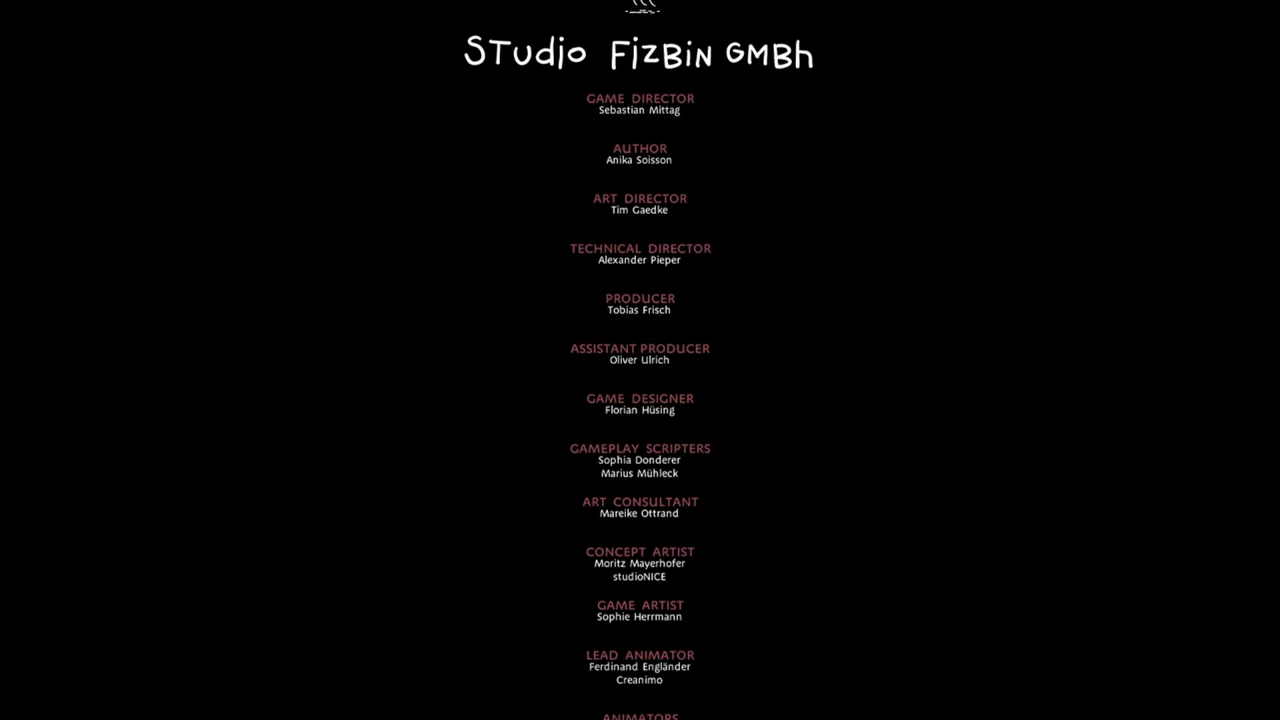 STUDiO FiZBiN GMBh
GAME DIRECTOR
Sebastian Mittag
AUTHOR
Anika Soisson
ART DIRECTOR
Tim Gaedke
TECHNICAL DIRECTOR
Alexander Pieper
PRODUCER
Tobias Frisch
ASSISTANT PRODUCER
Oliver Ulrich
GAME DESIGNER
Florian Hüsing
GAMEPLAY SCRIPTERS
Sophia Donderer
Marius Mühleck
ART CONSULTANT
Mareike Ottrand
CONCEPT ARTIST
Moritz Mayerhofer
studioNICE
GAME ARTIST
Sophie Herrmann
LEAD ANIMATOR
Ferdinand Engländer
Creanimo
ANIMATORS